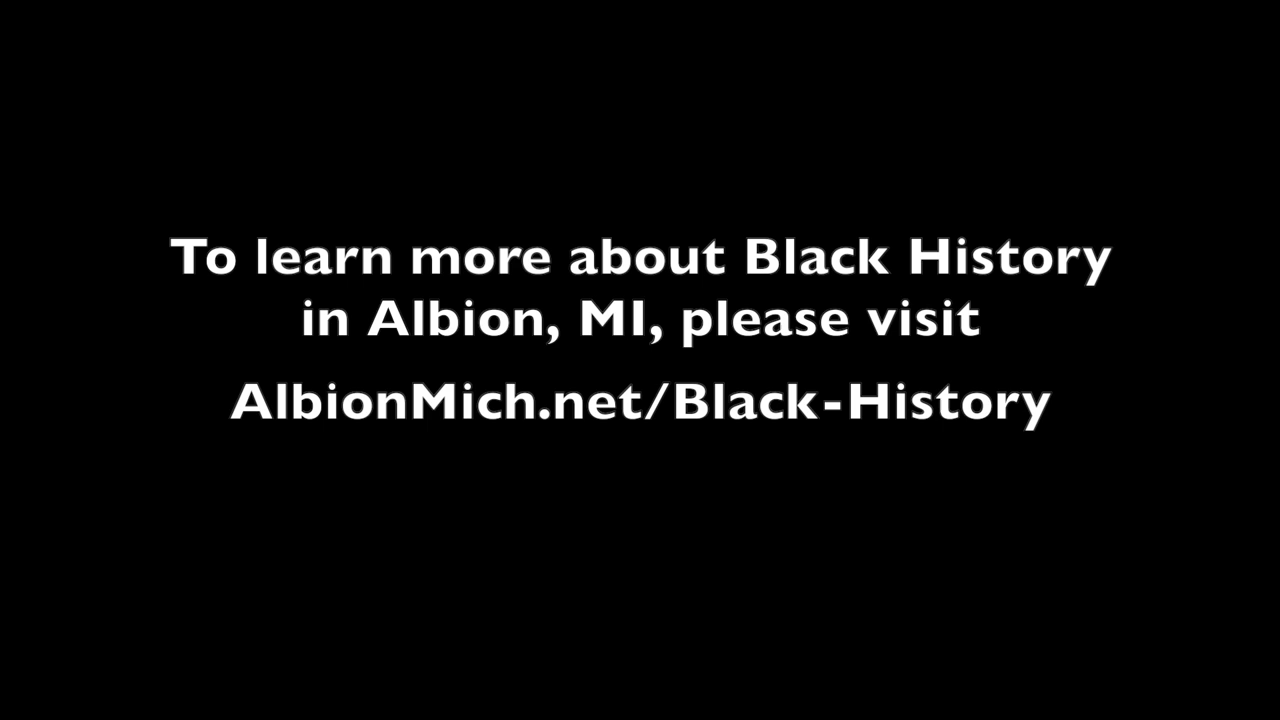 To learn more about Black History
in Albion, MI, please visit
AlbionMich.net/Black-History